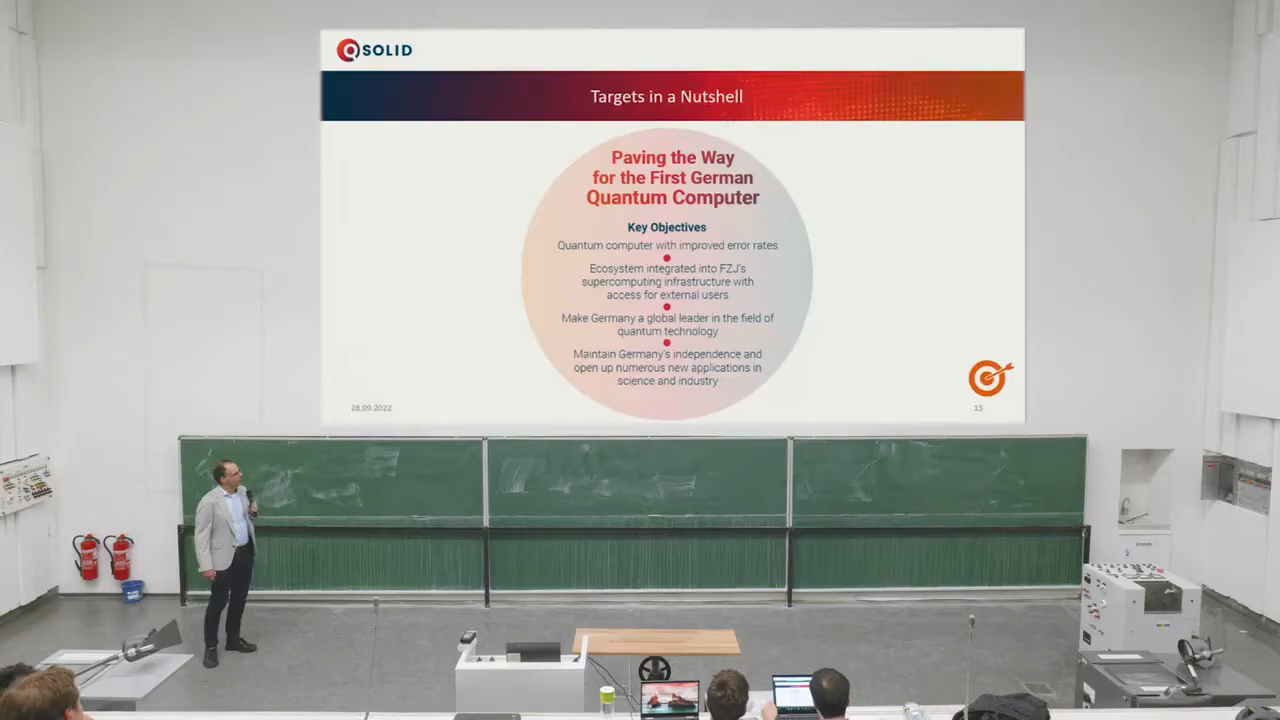 QSOLID
Targets in a Nutshell
Paving the Way
for the First German
Quantum Computer
Key Objectives
Quantum computer with improved error rates
Ecosystem integrated into FZJ's
supercomputing infrastructure with
access for external users
Make Germany a global leader in the field of
quantum technology
Maintain Germany's independence and
open up numerous new applications in
science and industry
28.09.2022
15